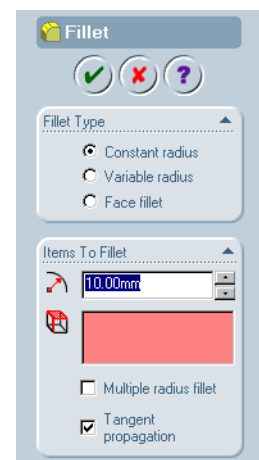 Fillet
?
Fillet Type
Constant radius
Variable radius
Face fillet
Items To Fillet
10.00mm
Multiple radius fillet
Tangent
propagation